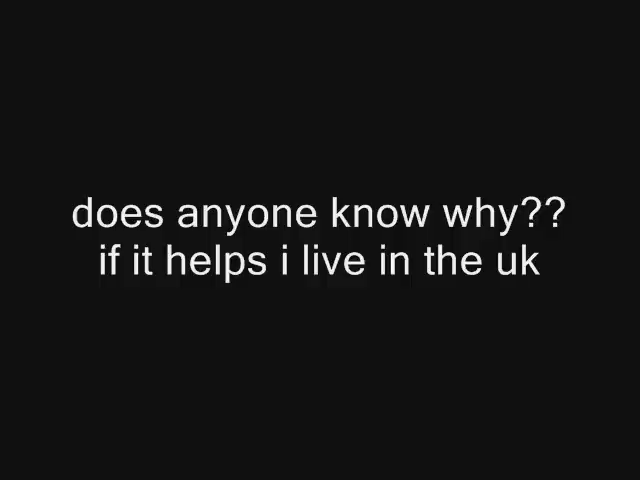 does anyone know why??
if it helps i live in the uk